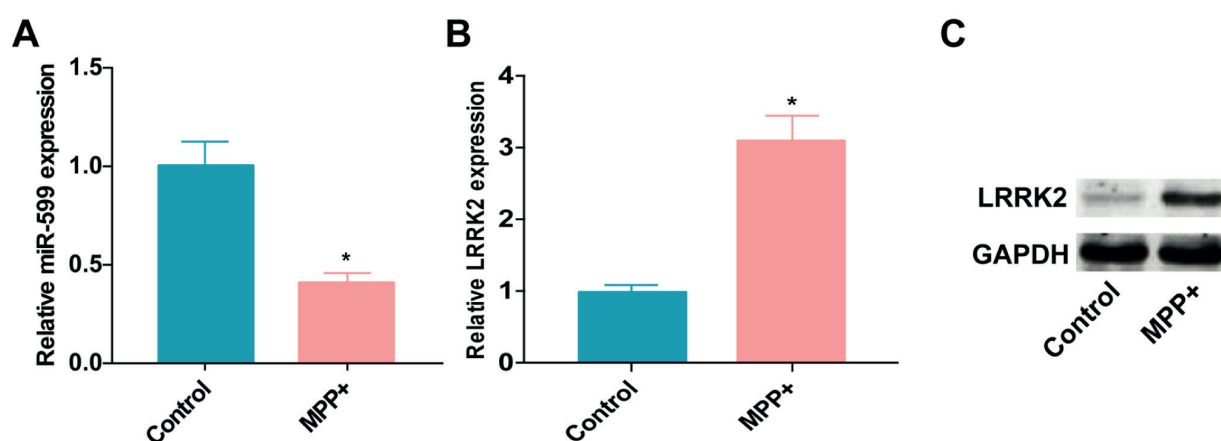 A
Relative miR-599 expression
1.5
1.0
0.5
0.0
*
Control
MPP+
B
Relative LRRK2 expression
4
3
2
1
0
*
Control
MPP+
C
LRRK2
GAPDH
Control
MPP+